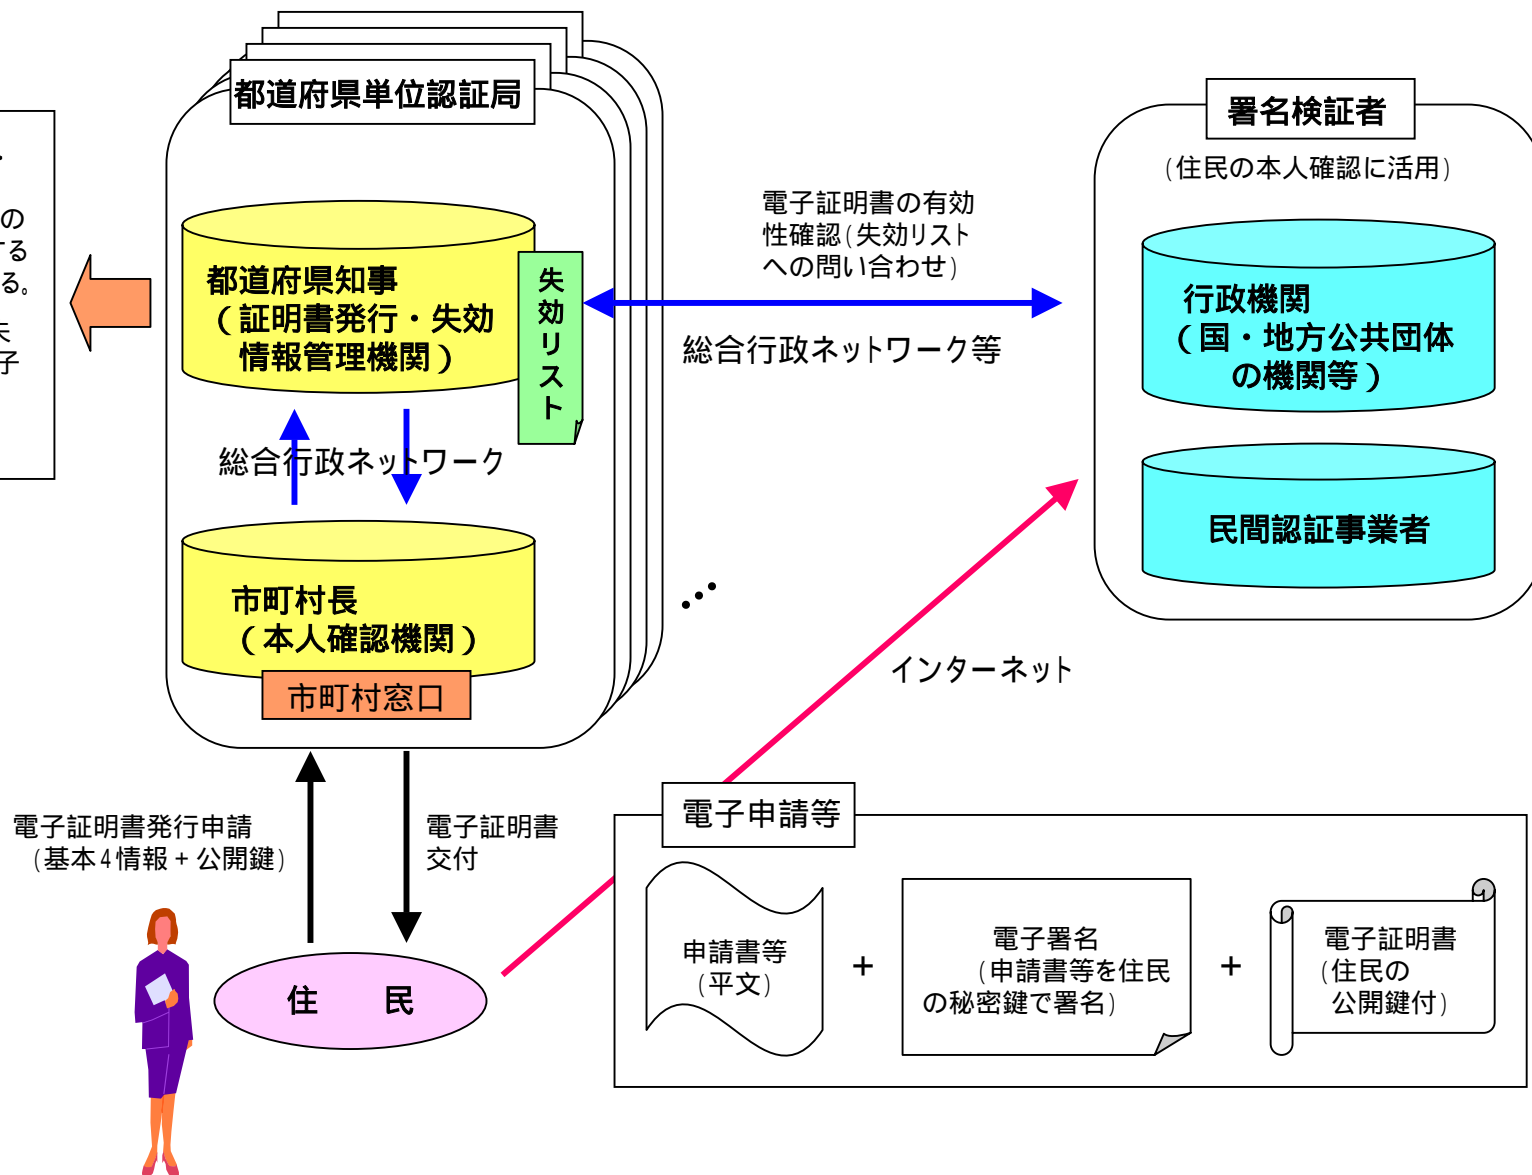 都道府県単位認証局
の
する
る。
子
都道府県知事
(証明書発行・失効
情報管理機関)
失効リスト
総合行政ネットワーク
市町村長
(本人確認機関)
市町村窓口
電子証明書の有効
性確認(失効リスト
への問い合わせ)
総合行政ネットワーク等
署名検証者
(住民の本人確認に活用)
行政機関
(国・地方公共団体
の機関等)
民間認証事業者
インターネット
電子証明書発行申請
(基本4情報+公開鍵)
電子証明書
交付
住 民
電子申請等
申請書等
(平文)
+
電子署名
(申請書等を住民
の秘密鍵で署名)
+
電子証明書
(住民の
公開鍵付)